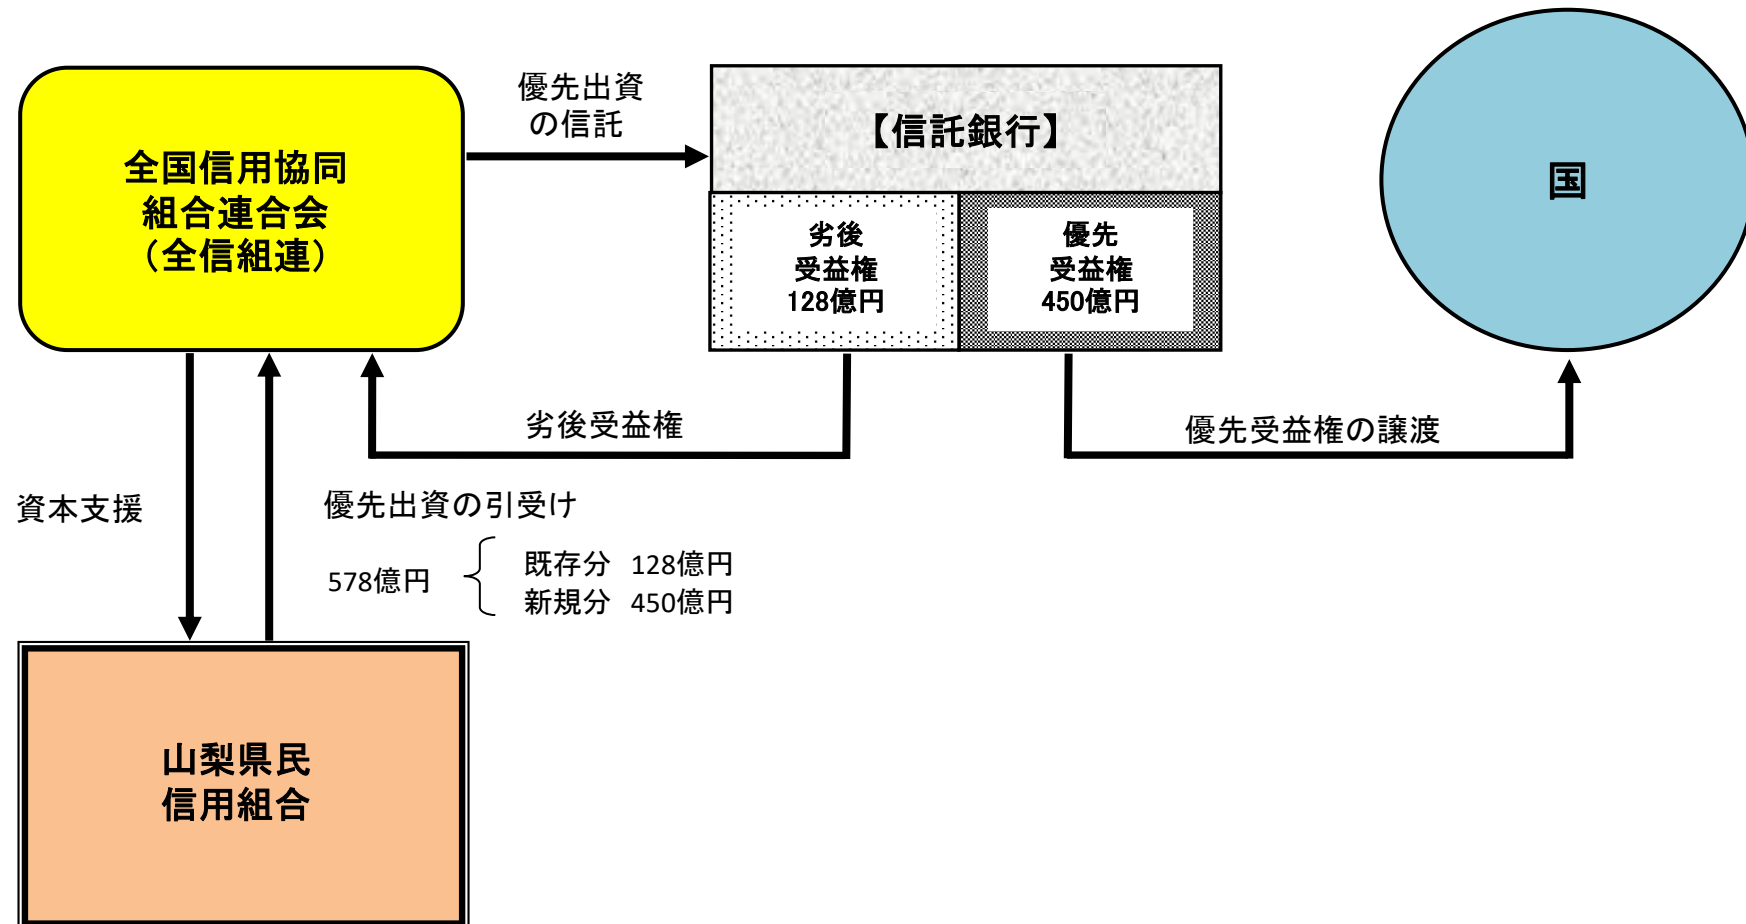 全国信用協同
組合連合会
（全信組連）
優先出資
の信託
【信託銀行】
劣後
受益権
128億円
優先
受益権
450億円
国
劣後受益権
優先受益権の譲渡
資本支援
優先出資の引受け
578億円
既存分 128億円
新規分 450億円
山梨県民
信用組合